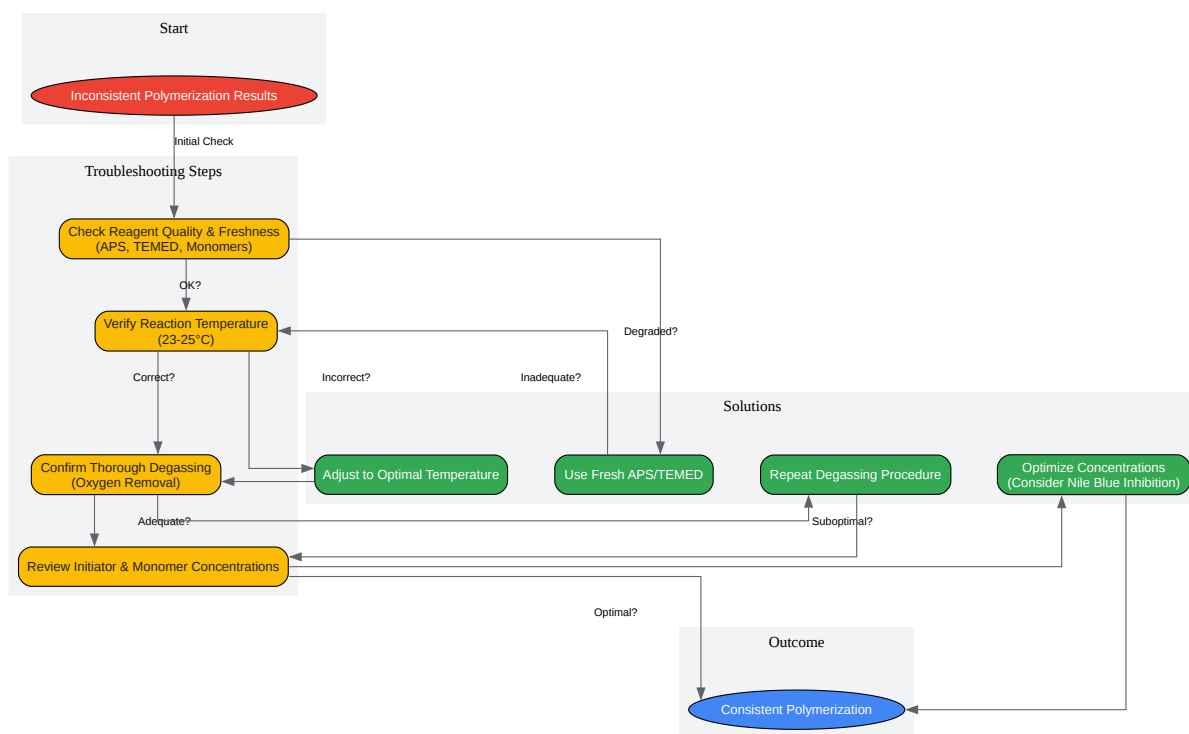 Start
Inconsistent Polymerization Results
Initial Check
Troubleshooting Steps
Check Reagent Quality & Freshness
(APS, TEMED, Monomers)
OK?
Verify Reaction Temperature
(23-25°C)
Degraded?
Correct?
Incorrect?
Inadequate?
Solutions
Confirm Thorough Degassing
(Oxygen Removal)
Adjust to Optimal Temperature
Use Fresh APS/TEMED
Repeat Degassing Procedure
Optimize Concentrations
(Consider Nile Blue Inhibition)
Adequate?
Suboptimal?
Review Initiator & Monomer Concentrations
Optimal?
Outcome
Consistent Polymerization